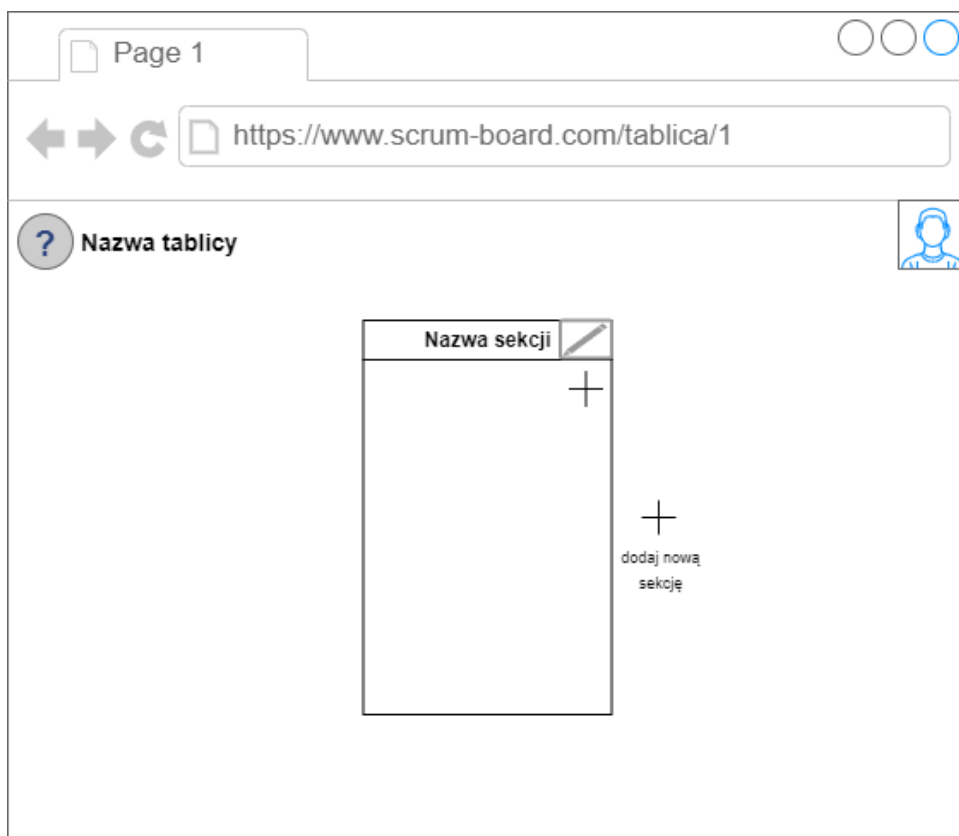 Page 1
https://www.scrum-board.com/tablica/1
? Nazwa tablicy
Nazwa sekcji
dodaj nową
sekcję